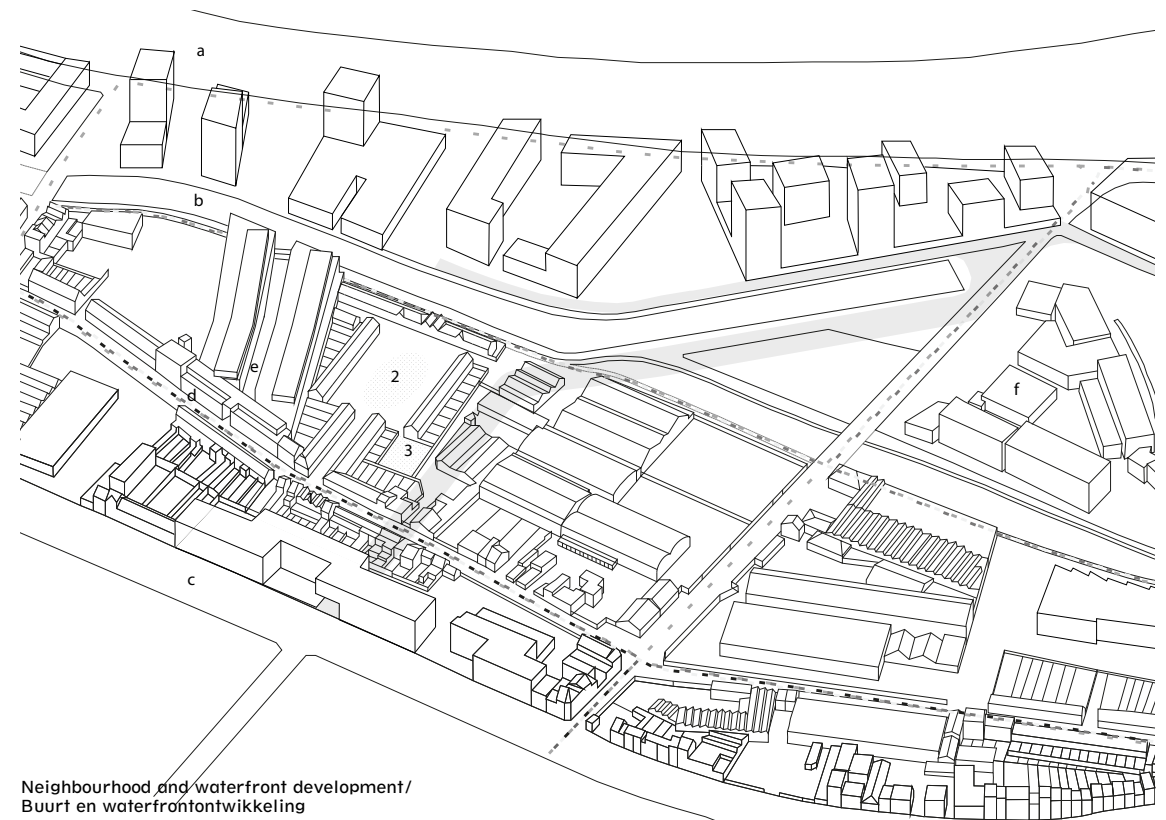 a
b
2
e
d
f
3
c
Neighbourhood and waterfront development/
Buurt en waterfrontontwikkeling